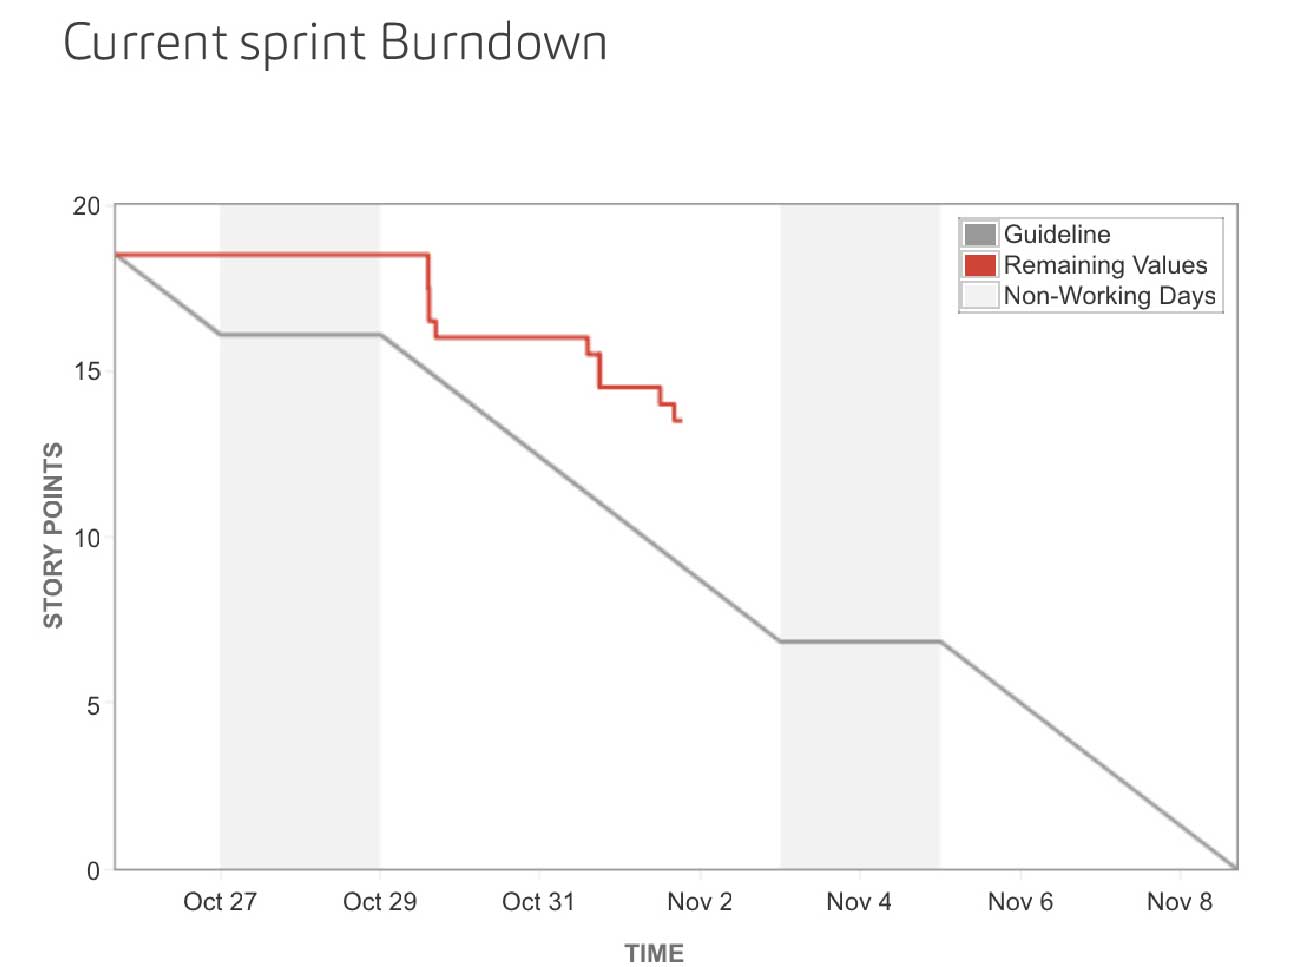 Current sprint Burndown
20
Guideline
Remaining Values
Non-Working Days
15
10
5
0
STORY POINTS
Oct 27 Oct 29 Oct 31 Nov 2 Nov 4 Nov 6 Nov 8
TIME